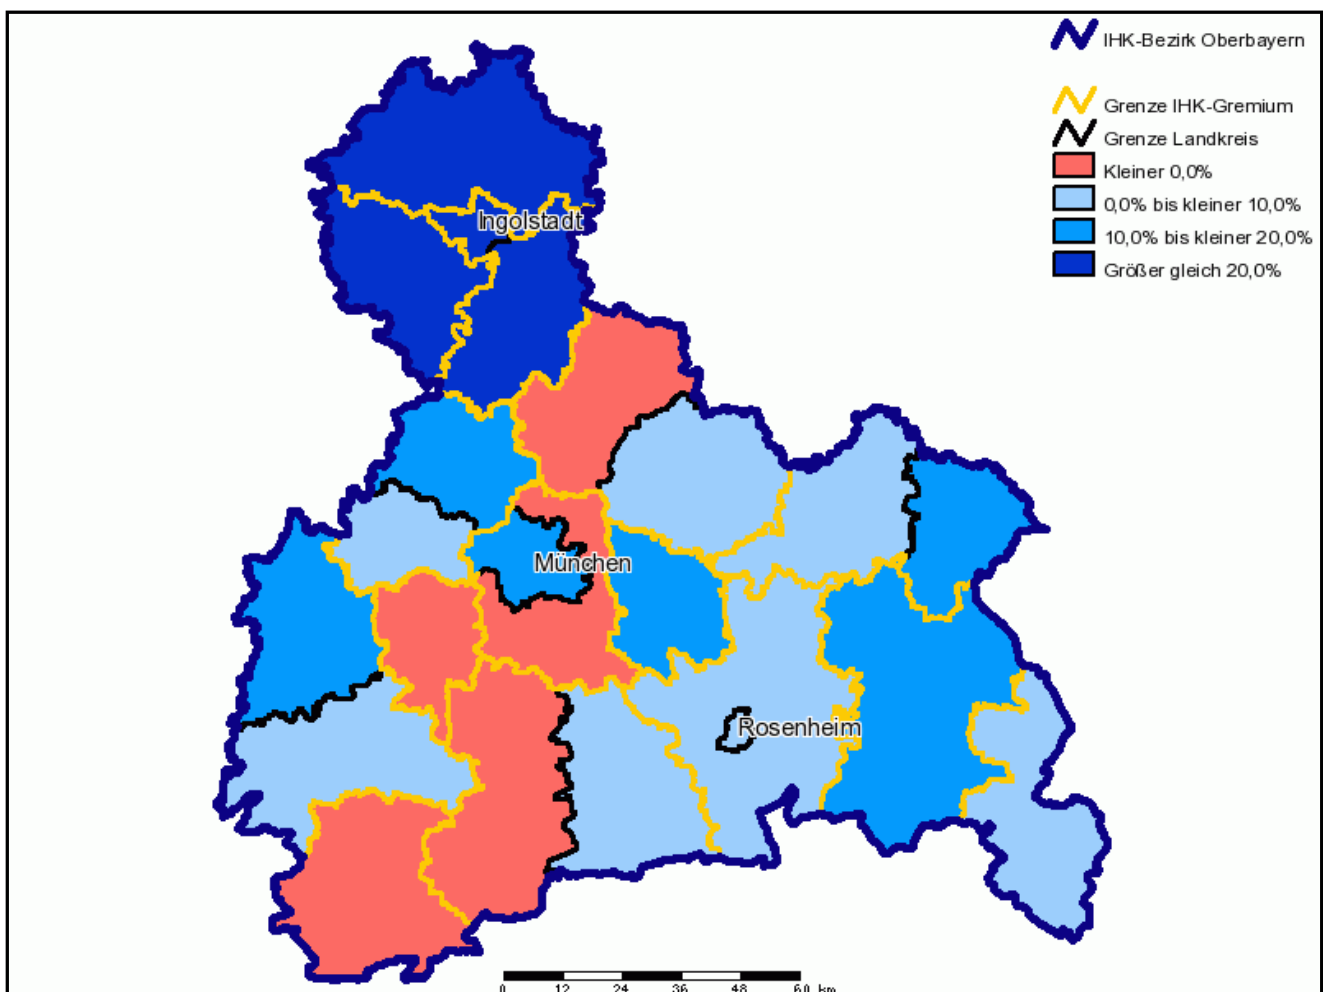 IHK-Bezirk Oberbayern
Grenze IHK-Gremium
Grenze Landkreis
Kleiner 0,0%
0,0% bis kleiner 10,0%
10,0% bis kleiner 20,0%
Größer gleich 20,0%
Ingolstadt
München
Rosenheim
0 12 24 36 48 60 km